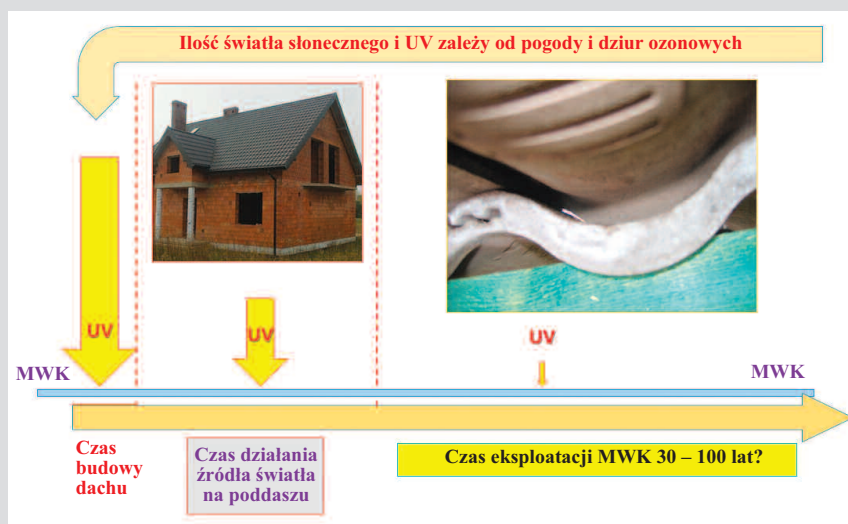 Ilość światła słonecznego i UV zależy od pogody i dziur ozonowych
UV
UV
UV
MWK
MWK
Czas
budowy
dachu
Czas działania
źródła światła
na poddaszu
Czas eksploatacji MWK 30 – 100 lat?